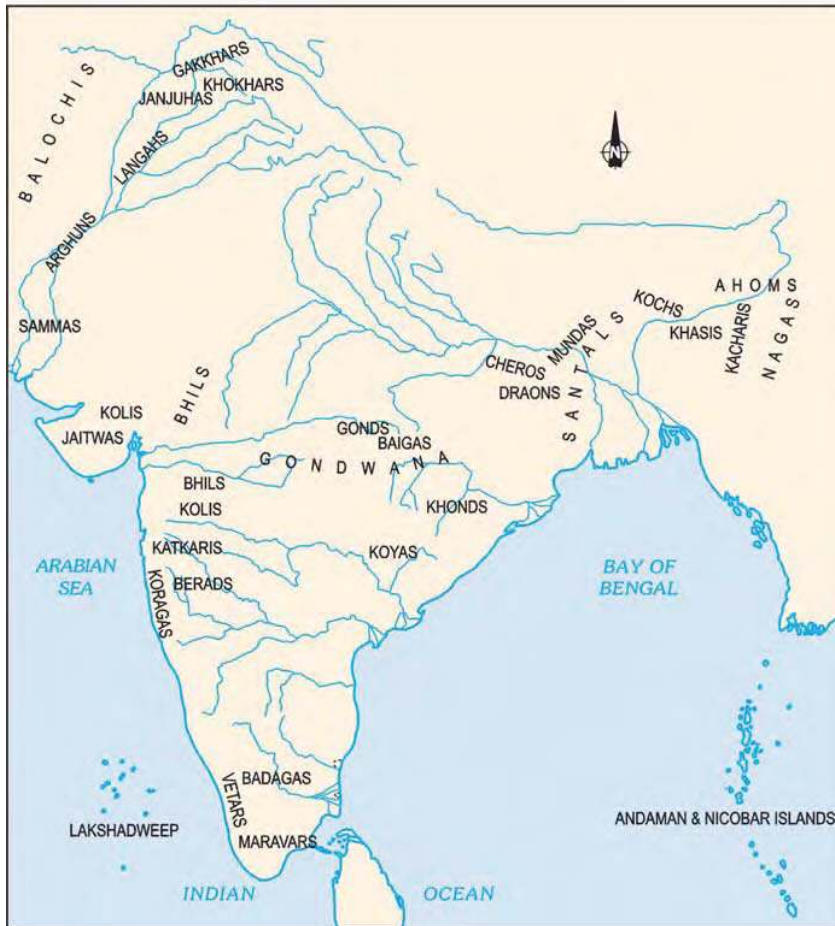 GAKKHARS
KHOKHARS
JANJUHAS
BALOCHIS
LANGAHS
N
ARGHUNS
SAMMAS
AHOMS
KOCHS
KHASIS
KACHARIS
NAGAS
MUNDAS
SANTALS
CHEROS
DRAONS
BHILS
KOLIS
JAITWAS
GONDS
BAIGAS
GONDWANA
BHILS
KHONDS
KOLIS
KATKARIS
KOYAS
ARABIAN
SEA
BAY OF
BENGAL
BERADS
KORAGAS
BADAGAS
VETARS
LAKSHADWEEP
ANDAMAN & NICOBAR ISLANDS
MARAVARS
INDIAN OCEAN